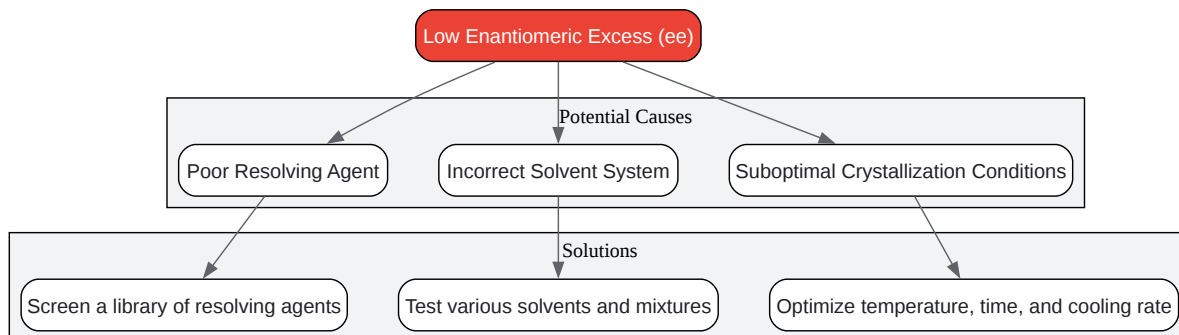 Low Enantiomeric Excess (ee)
Potential Causes
Poor Resolving Agent
Incorrect Solvent System
Suboptimal Crystallization Conditions
Solutions
Screen a library of resolving agents
Test various solvents and mixtures
Optimize temperature, time, and cooling rate